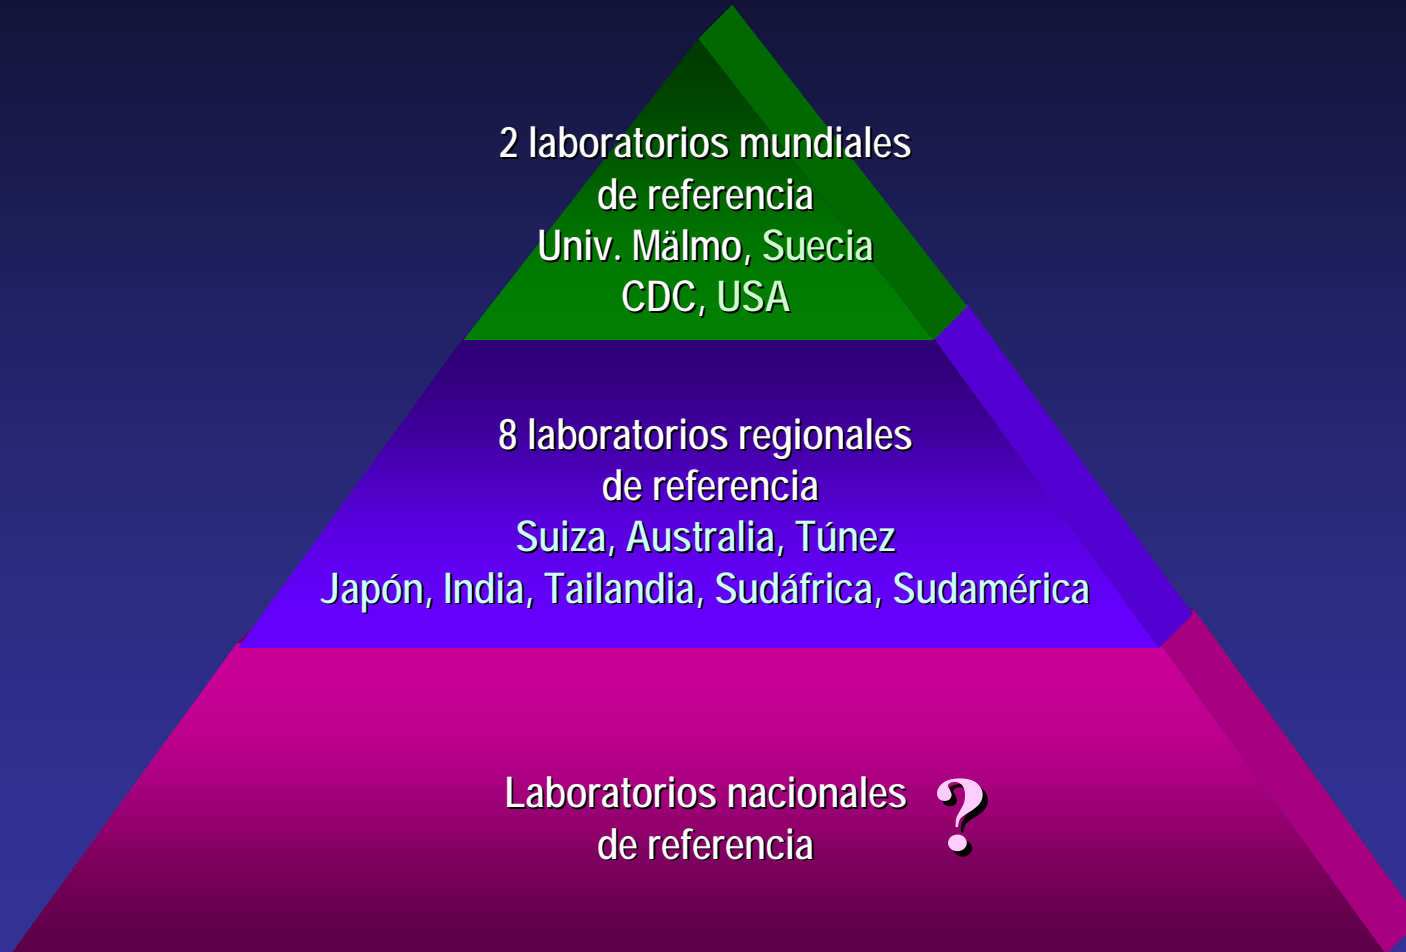 2 laboratorios mundiales
de referencia
Univ. Mälmo, Suecia
CDC, USA
8 laboratorios regionales
de referencia
Suiza, Australia, Túnez
Japón, India, Tailandia, Sudáfrica, Sudamérica
Laboratorios nacionales ?
de referencia